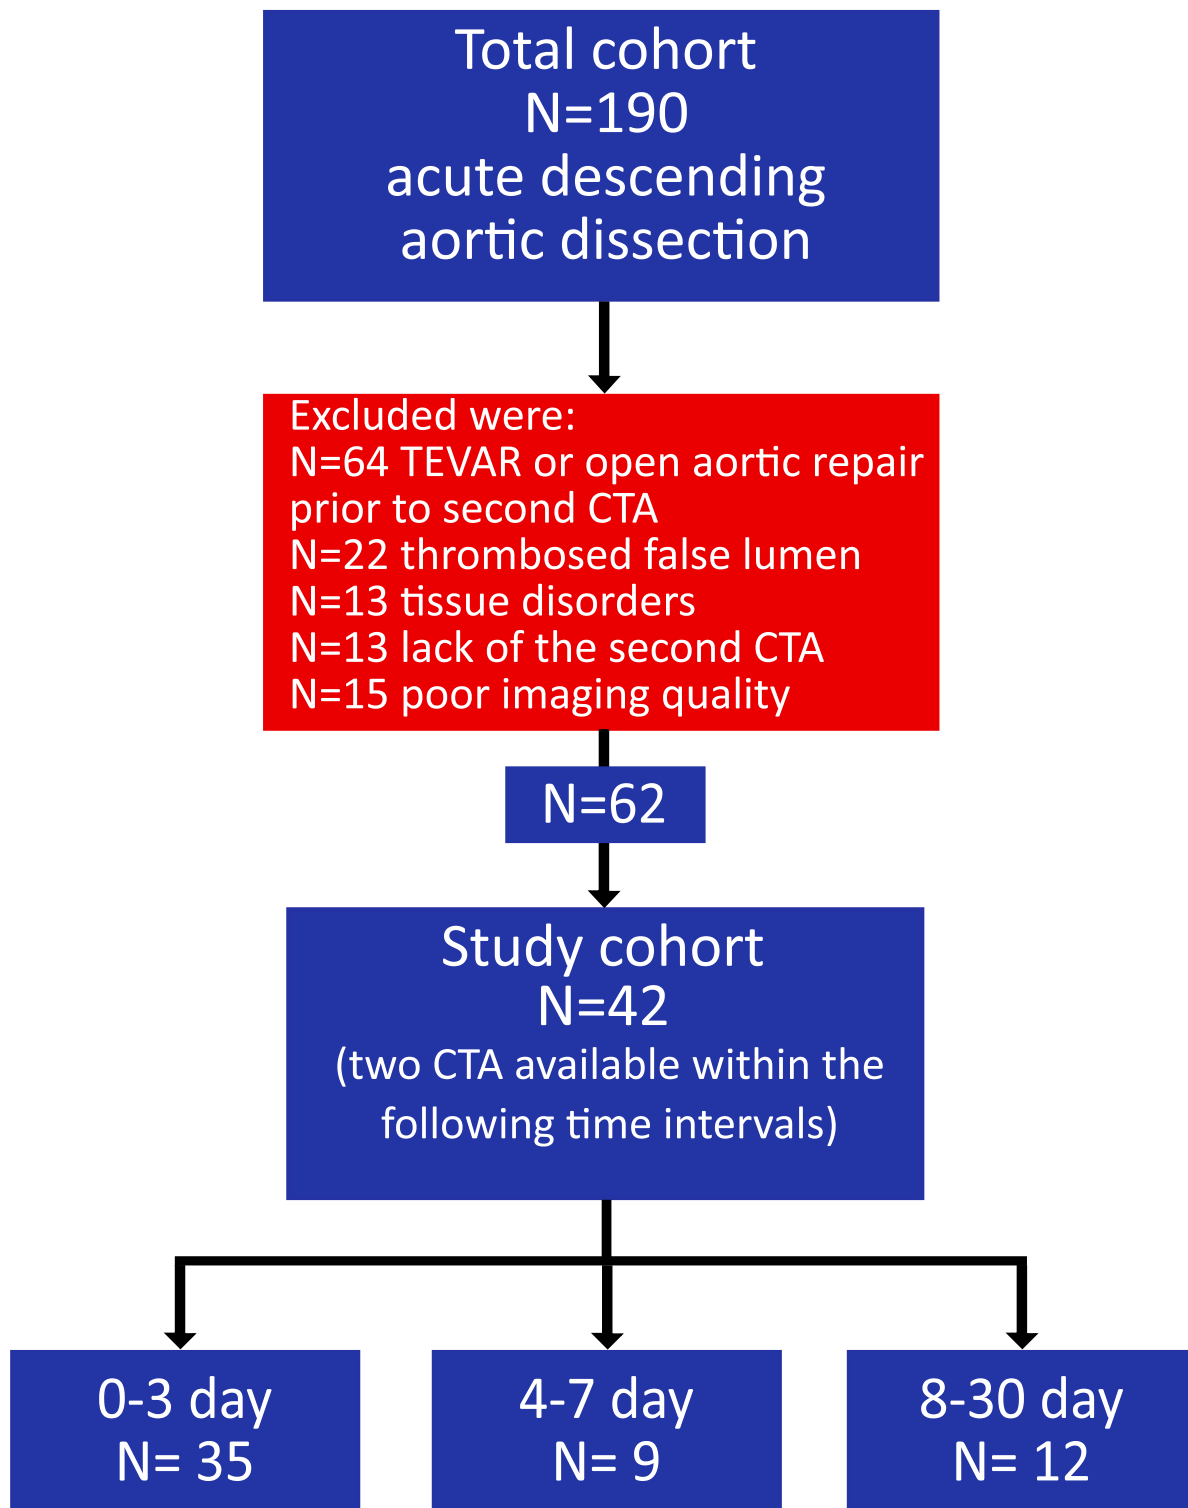 Total cohort
N=190
acute descending
aortic dissection
Excluded were:
N=64 TEVAR or open aortic repair
prior to second CTA
N=22 thrombosed false lumen
N=13 tissue disorders
N=13 lack of the second CTA
N=15 poor imaging quality
N=62
Study cohort
N=42
(two CTA available within the
following time intervals)
0-3 day
N= 35
4-7 day
N= 9
8-30 day
N= 12